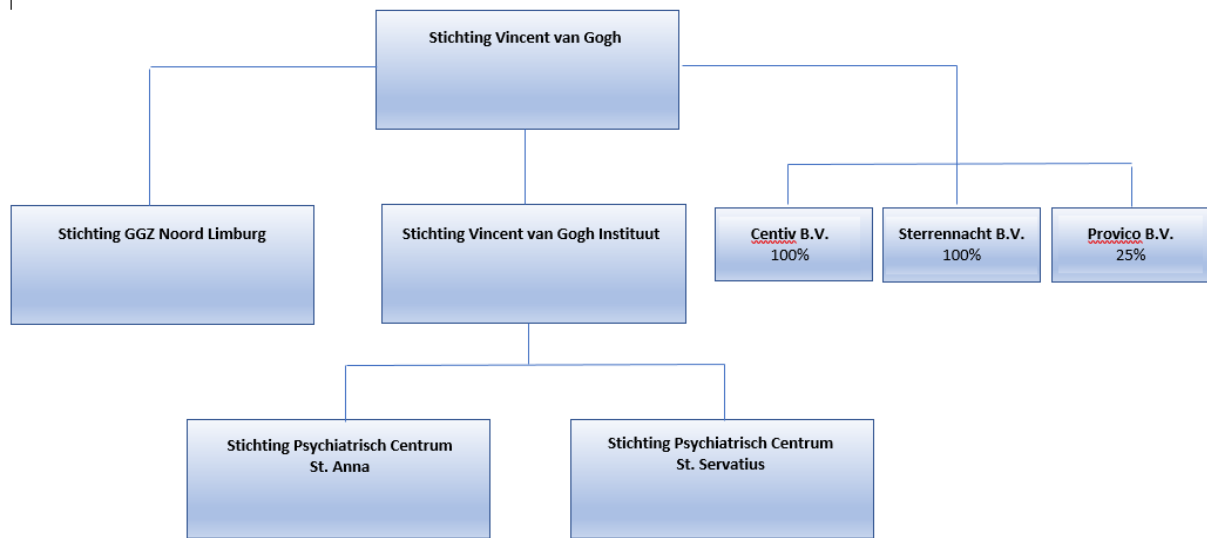 Stichting Vincent van Gogh
Stichting GGZ Noord Limburg
Stichting Vincent van Gogh Instituut
Centiv B.V.
100%
Sterrennacht B.V.
100%
Provico B.V.
25%
Stichting Psychiatrisch Centrum
St. Anna
Stichting Psychiatrisch Centrum
St. Servatius